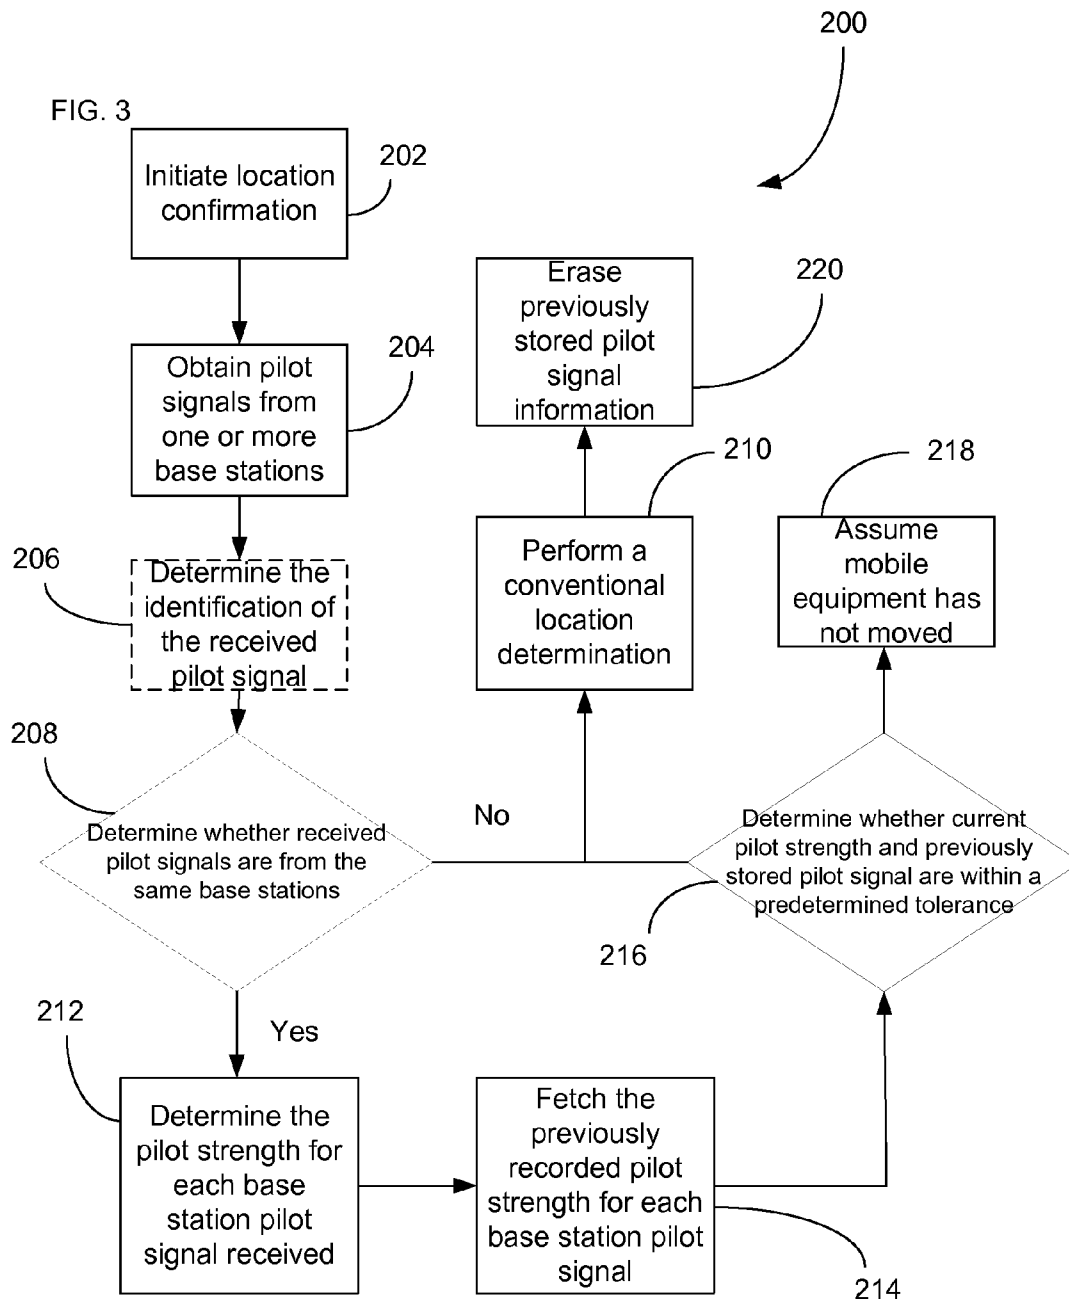 200
FIG. 3
Initiate location
confirmation
202
Obtain pilot
signals from
one or more
base stations
204
Erase
previously
stored pilot
signal
information
220
206
Determine the
identification of
the received
pilot signal
Perform a
conventional
location
determination
210
218
Assume
mobile
equipment has
not moved
208
Determine whether received
pilot signals are from the
same base stations
No
Yes
Determine whether current
pilot strength and previously
stored pilot signal are within a
predetermined tolerance
216
212
Determine the
pilot strength for
each base
station pilot
signal received
Fetch the
previously
recorded pilot
strength for each
base station pilot
signal
214